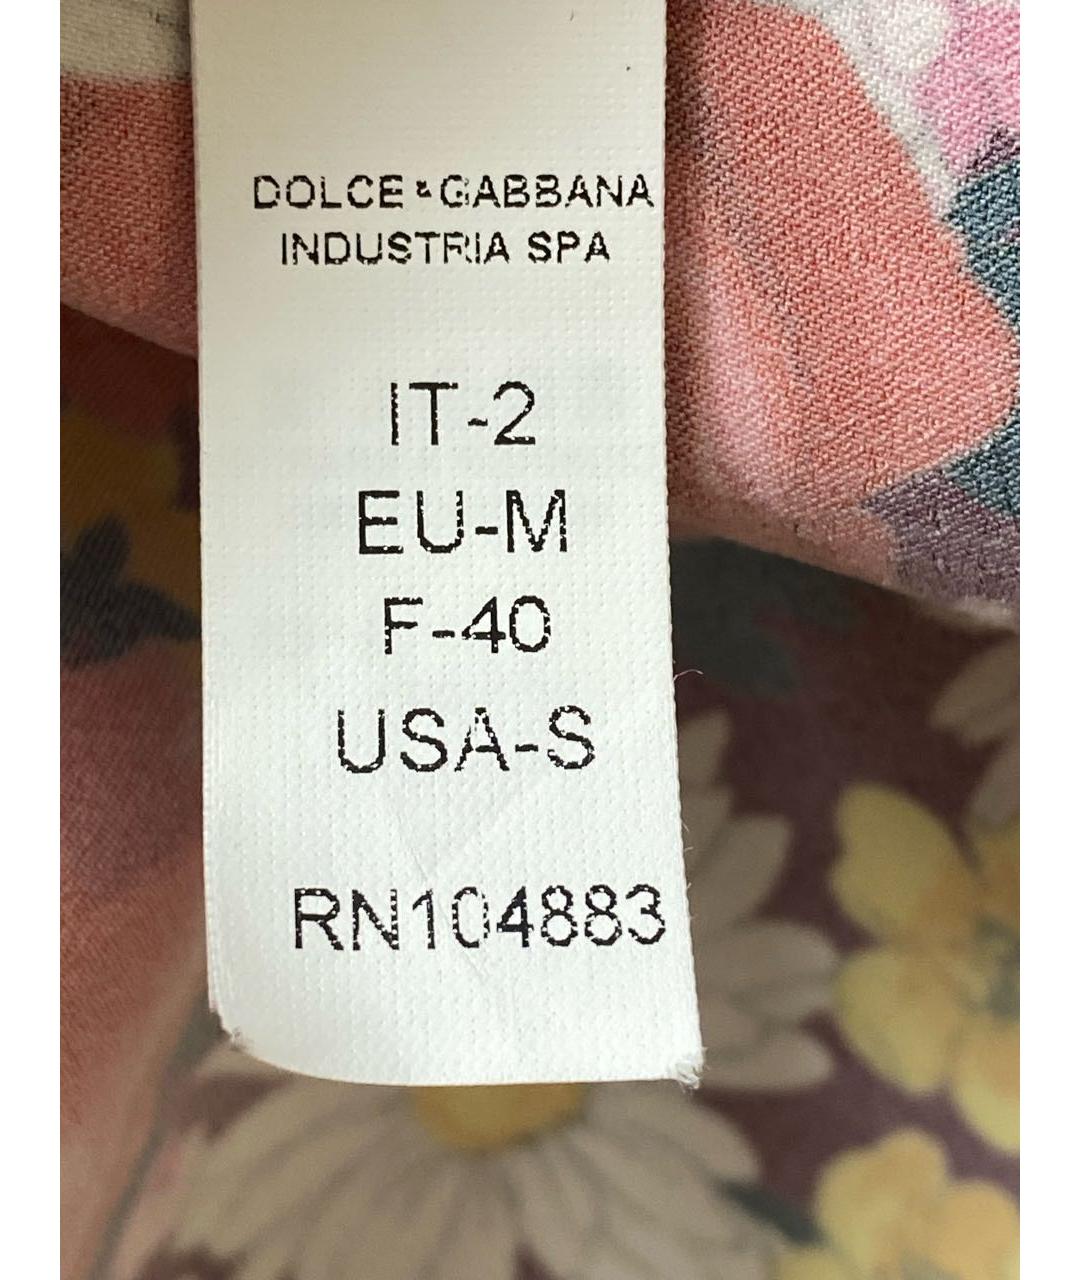 DOLCE & GABBANA
INDUSTRIA SPA
IT-2
EU-M
F-40
USA-S
RN104883